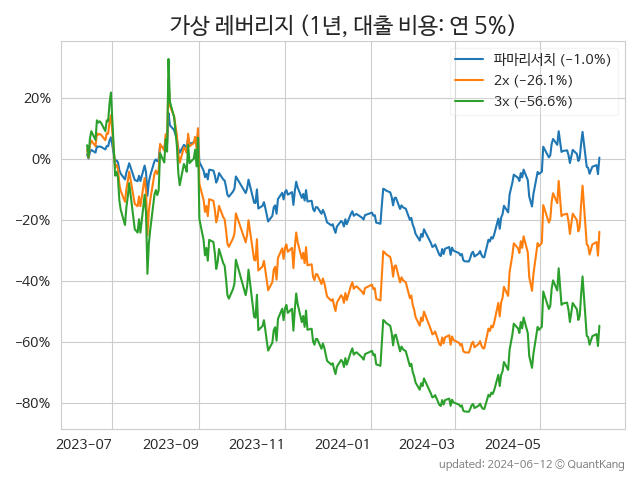 가상 레버리지 (1년, 대출 비용: 연 5%)
파마리서치 (−1.0%)
2x (−26.1%)
3x (−56.6%)
20%
0%
−20%
−40%
−60%
−80%
2023-07
2023-09
2023-11
2024-01
2024-03
2024-05
updated: 2024-06-12 © QuantKang